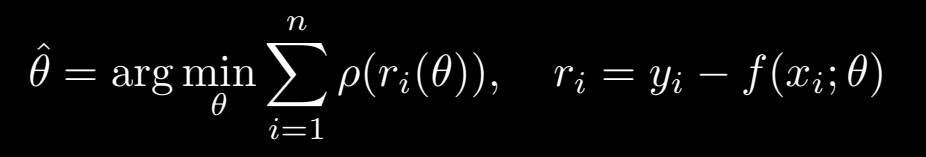 θ̂ = arg min_θ ∑_{i=1}^{n} ρ(r_i(θ)), r_i = y_i − f(x_i; θ)